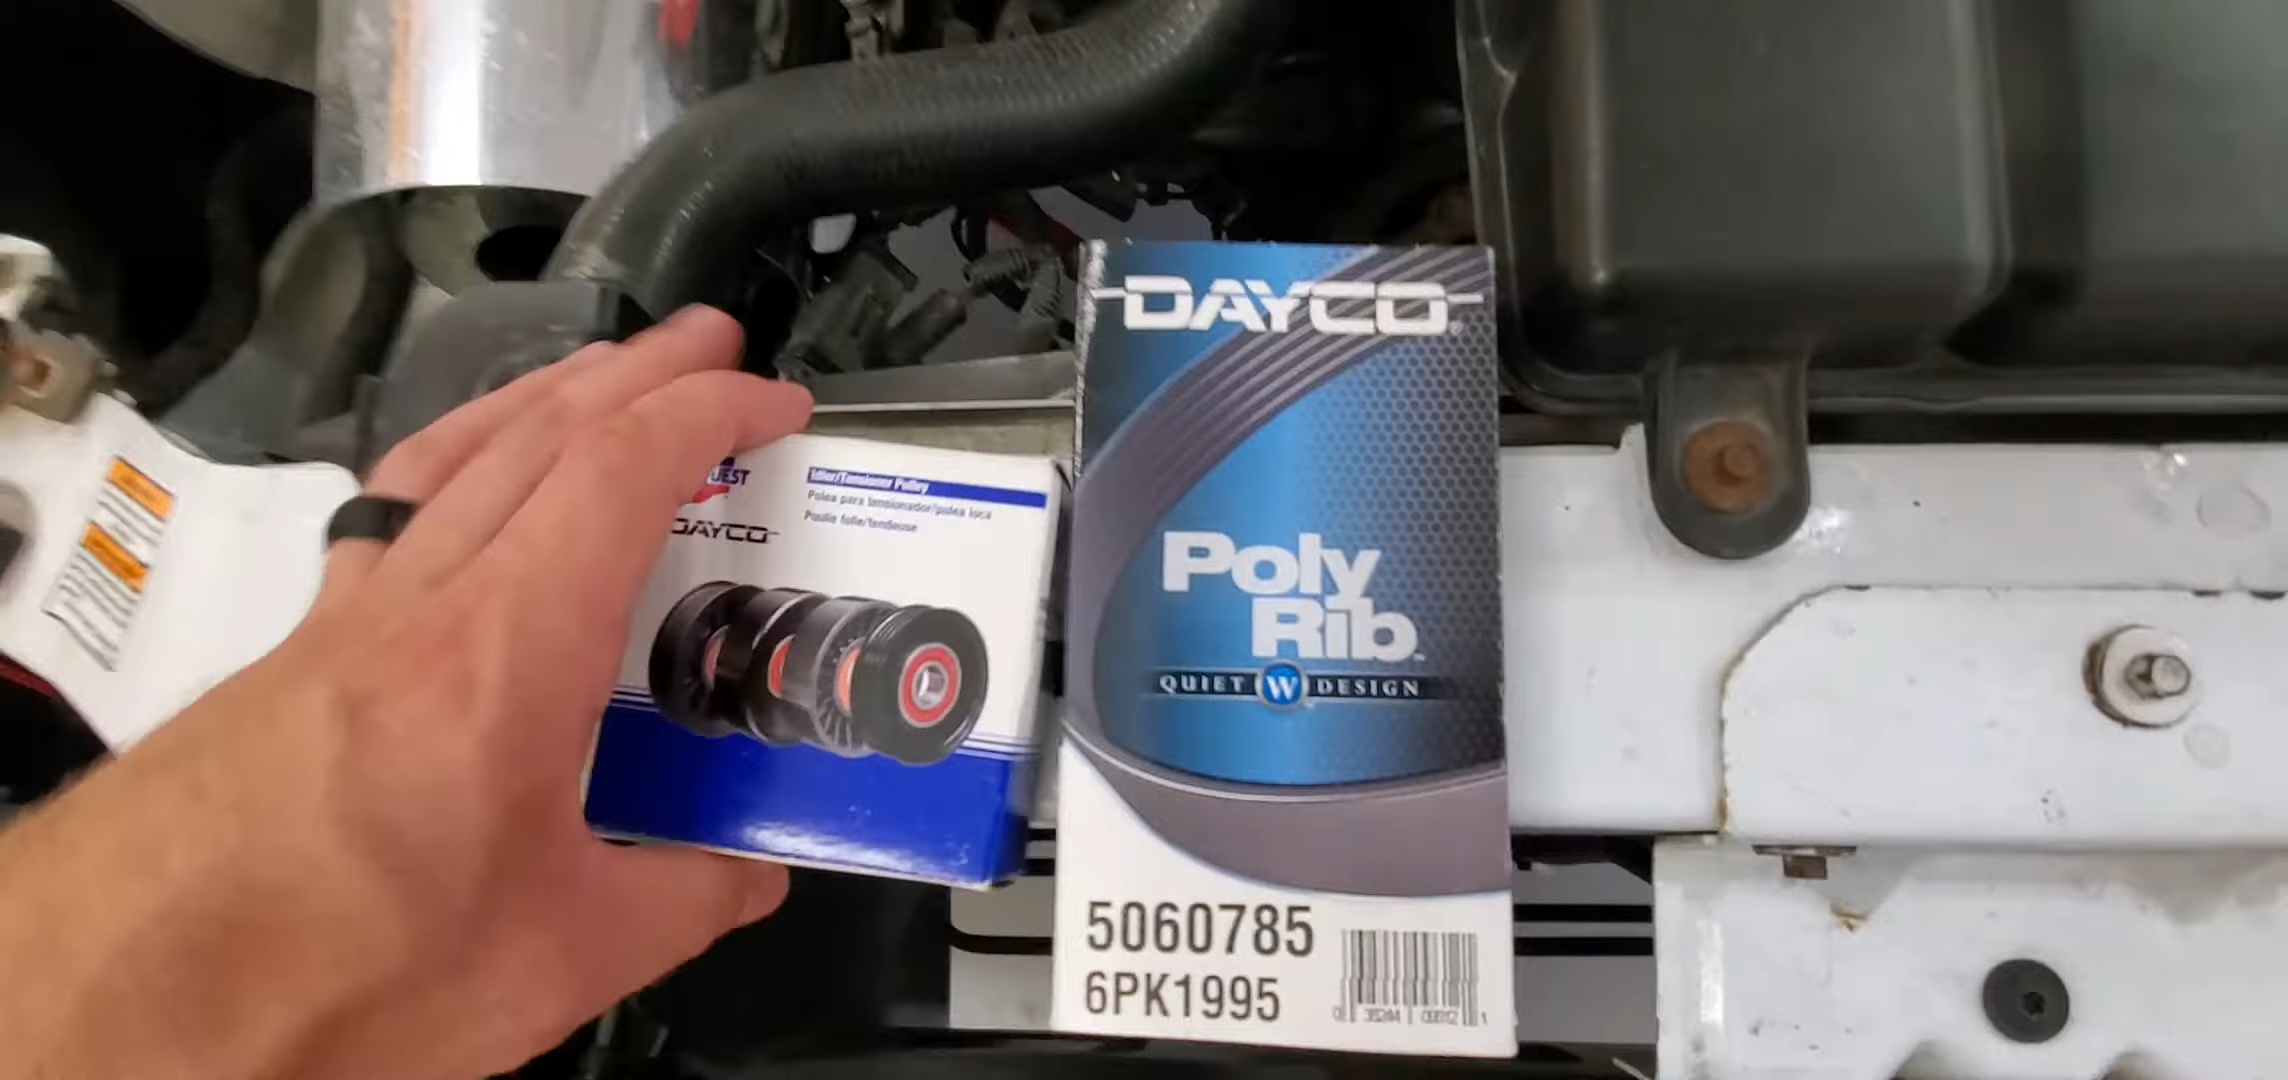 UEST
DAYCO
Idler/Tensioner Pulley
Polea para tensionador/polea loca
Poulie folle/tendeuse
DAYCO
Poly
Rib
QUIET W DESIGN
5060785
6PK1995